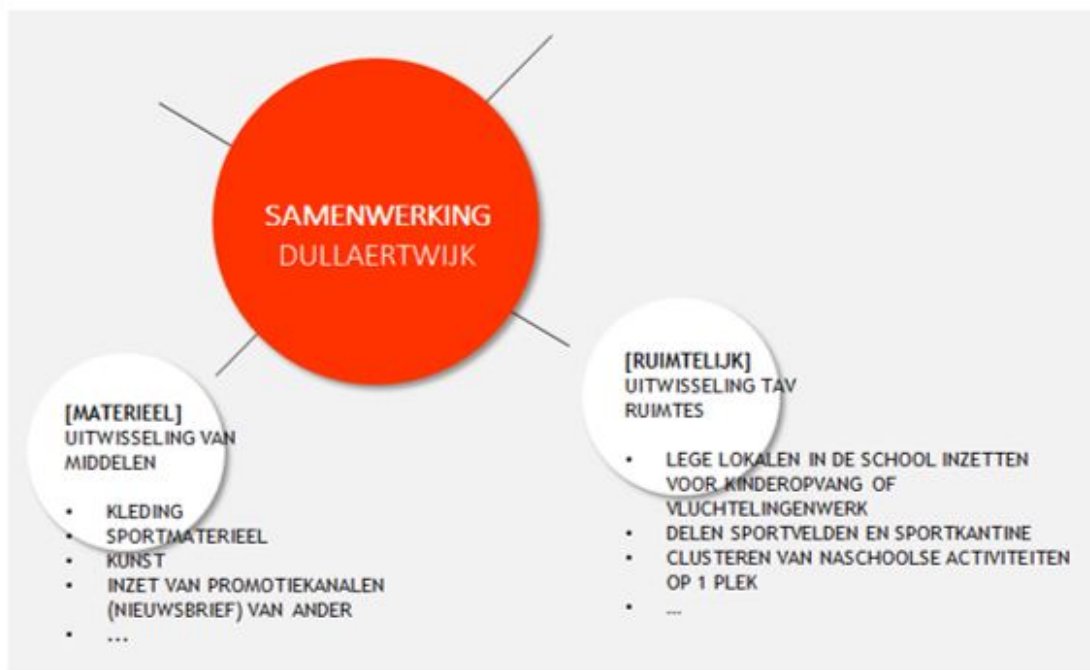 SAMENWERKING
DULLAERTWIJK
[MATERIEEL]
UITWISSELING VAN
MIDDELEN
• KLEDING
• SPORTMATERIEEL
• KUNST
• INZET VAN PROMOTIEKANALEN
(NIEUWSBRIEF) VAN ANDER
• ...
[RUIMTELIJK]
UITWISSELING TAV
RUIMTES
• LEGE LOKALEN IN DE SCHOOL INZETTEN
VOOR KINDEROPVANG OF
VLUCHTELINGENWERK
• DELEN SPORTVELDEN EN SPORTKANTINE
• CLUSTEREN VAN NASCHOOLSE ACTIVITEITEN
OP 1 PLEK
• ...